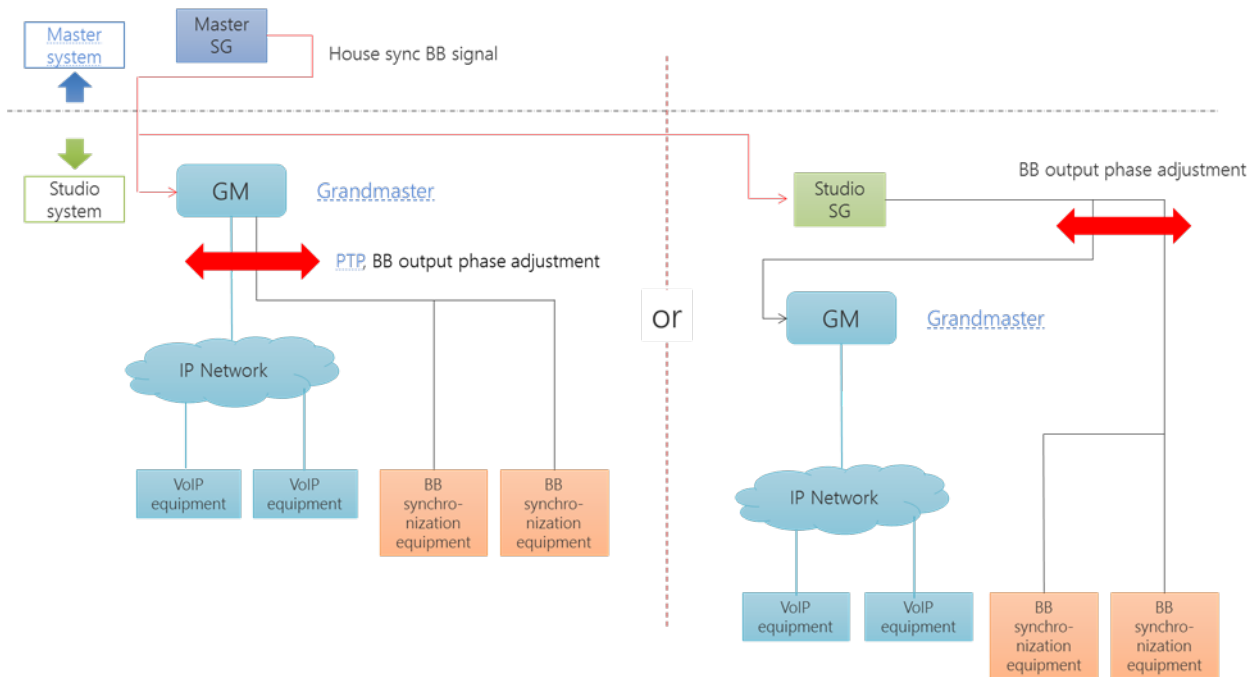 Master
system
Master
SG
House sync BB signal
Studio
system
GM
Grandmaster
PTP, BB output phase adjustment
IP Network
VoIP
equipment
VoIP
equipment
BB
synchro-
nization
equipment
BB
synchro-
nization
equipment
or
BB output phase adjustment
Studio
SG
GM
Grandmaster
IP Network
VoIP
equipment
VoIP
equipment
BB
synchro-
nization
equipment
BB
synchro-
nization
equipment